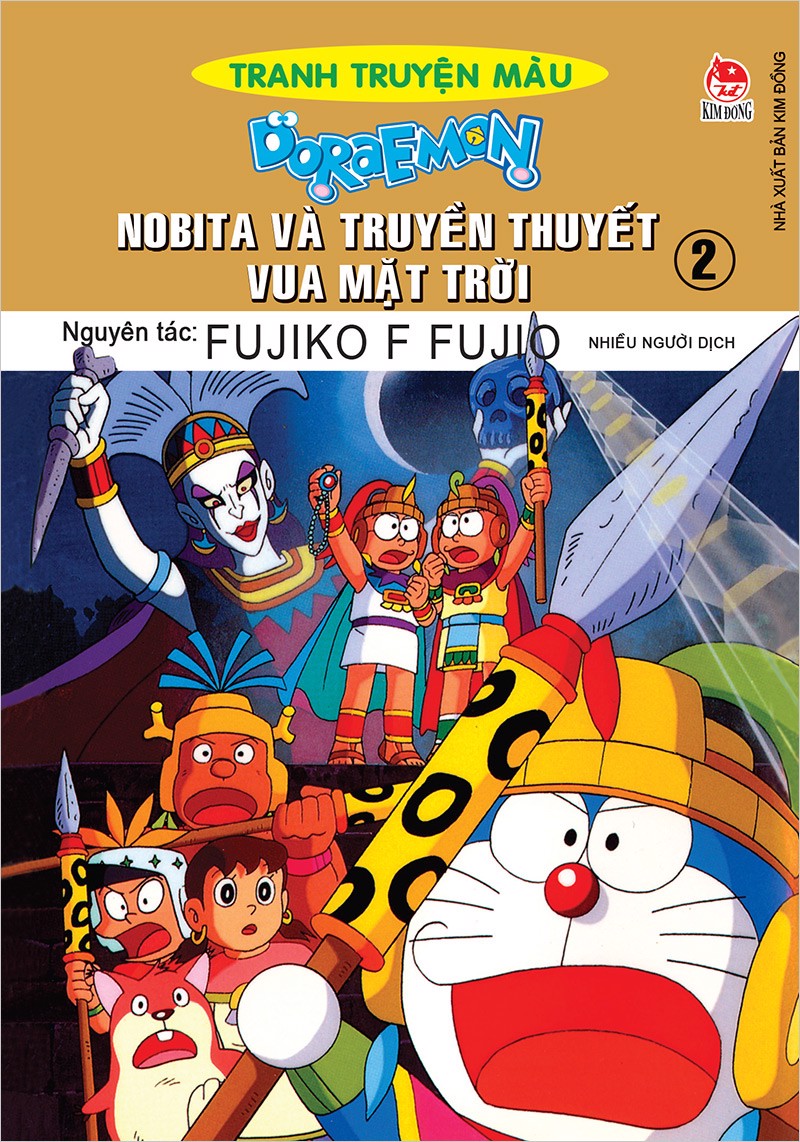 TRANH TRUYỆN MÀU
KIM ĐỒNG
NHÀ XUẤT BẢN KIM ĐỒNG
DORAEMON
NOBITA VÀ TRUYỀN THUYẾT
VUA MẶT TRỜI
2
Nguyên tác: FUJIKO F FUJIO
NHIỀU NGƯỜI DỊCH